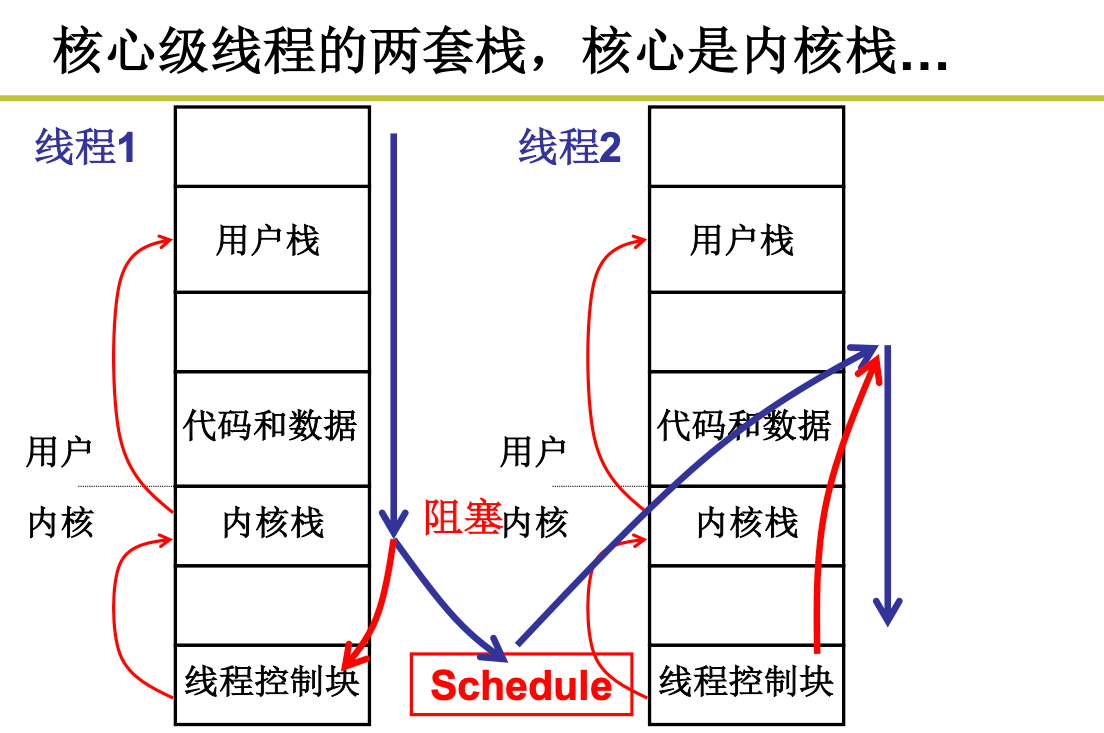 核心级线程的两套栈，核心是内核栈...
线程1
用户栈
代码和数据
用户
内核
内核栈
线程控制块
阻塞
Schedule
线程2
用户栈
代码和数据
用户
内核
内核栈
线程控制块